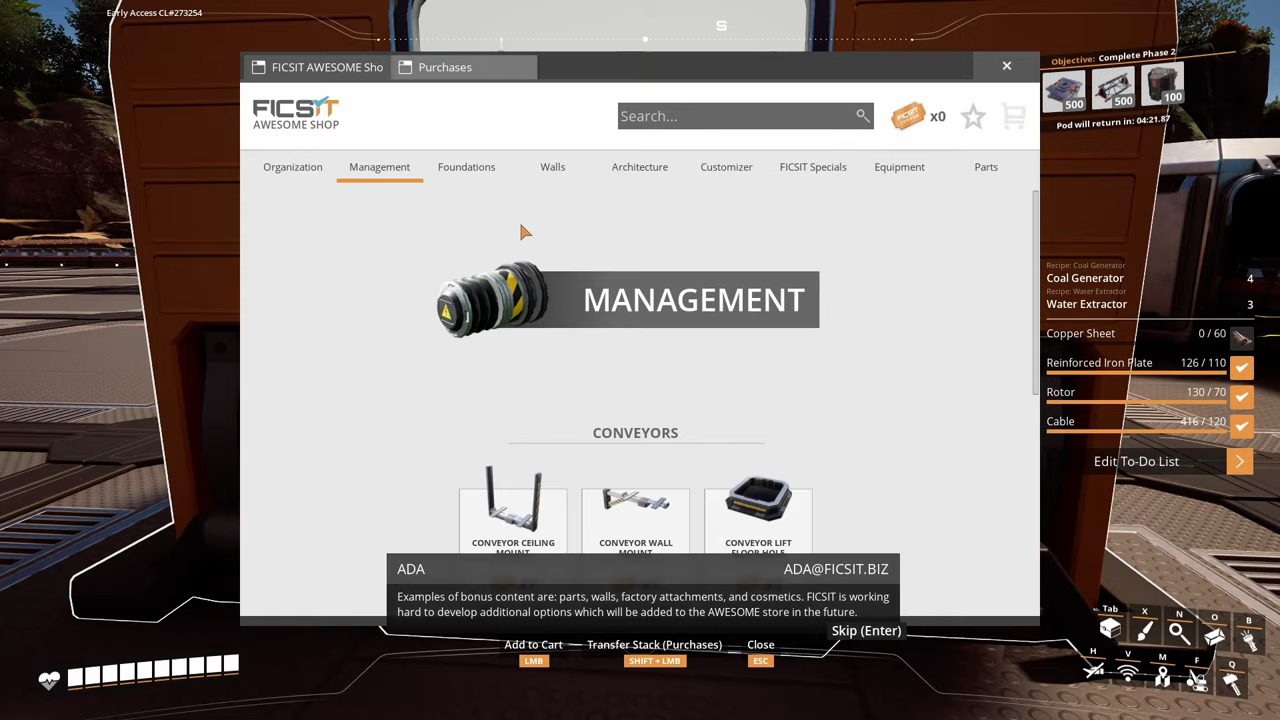 Early Access CL#273254
S
FICSIT AWESOME Sho
Purchases
Objective: Complete Phase 2
500
500
100
Pod will return in: 04:21.87
FICSIT
AWESOME SHOP
Search...
FICSIT
COUPON
x0
Organization
Management
Foundations
Walls
Architecture
Customizer
FICSIT Specials
Equipment
Parts
MANAGEMENT
CONVEYORS
CONVEYOR CEILING
MOUNT
CONVEYOR WALL
MOUNT
CONVEYOR LIFT
FLOOR HOLE
Recipe: Coal Generator
Coal Generator 4
Recipe: Water Extractor
Water Extractor 3
Copper Sheet 0 / 60
Reinforced Iron Plate 126 / 110
Rotor 130 / 70
Cable 416 / 120
Edit To-Do List
ADA
ADA@FICSIT.BIZ
Examples of bonus content are: parts, walls, factory attachments, and cosmetics. FICSIT is working
hard to develop additional options which will be added to the AWESOME store in the future.
Skip (Enter)
Add to Cart
LMB
Transfer Stack (Purchases)
SHIFT + LMB
Close
ESC
Tab
X
N
O
B
H
V
M
F
Q